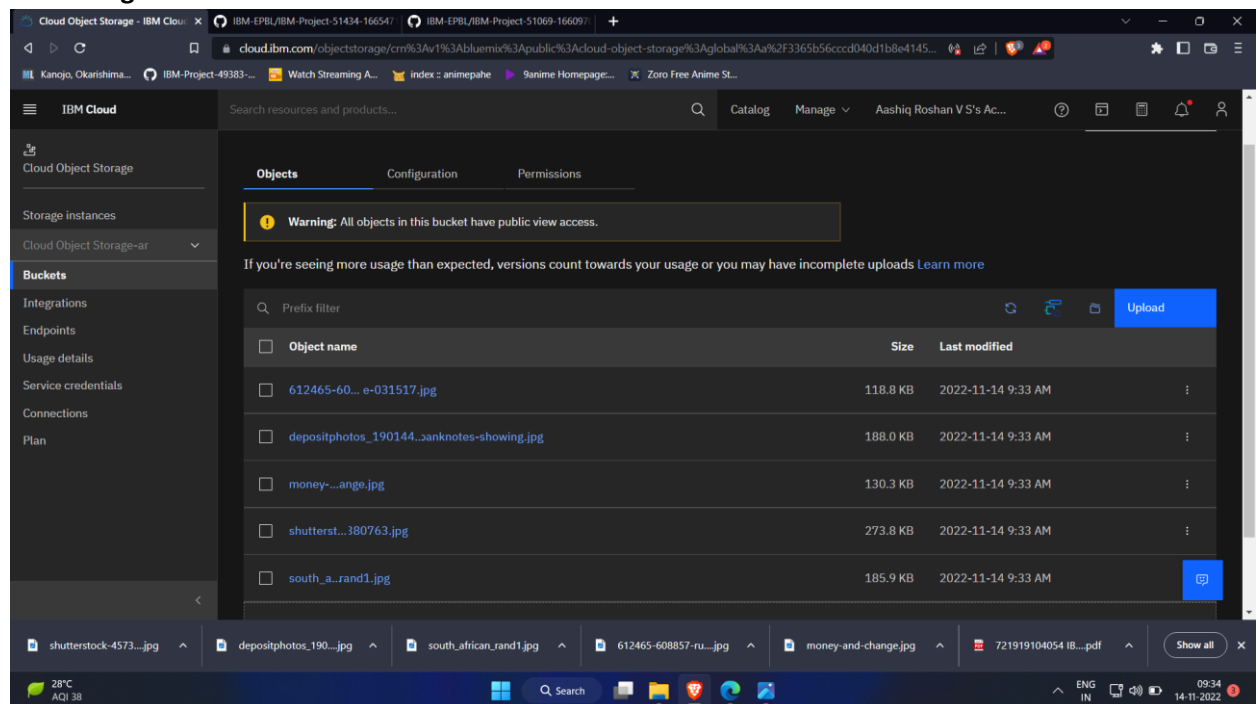 Cloud Object Storage - IBM Clou
IBM-EPBL/IBM-Project-51434-166547
IBM-EPBL/IBM-Project-51069-166097
cloud.ibm.com/objectstorage/crn%3Av1%3Abluemix%3Apublic%3Acloud-object-storage%3Aglobal%3Aa%2F3365b56cccd040d1b8e4145...
Kanojo, Okarishima...
IBM-Project-49383-...
Watch Streaming A...
index :: animepahe
9anime Homepage:...
Zoro Free Anime St...
IBM Cloud
Search resources and products...
Catalog
Manage
Aashiq Roshan V S's Ac...
Cloud Object Storage
Storage instances
Cloud Object Storage-ar
Buckets
Integrations
Endpoints
Usage details
Service credentials
Connections
Plan
Objects
Configuration
Permissions
Warning: All objects in this bucket have public view access.
If you're seeing more usage than expected, versions count towards your usage or you may have incomplete uploads Learn more
Prefix filter
Upload
Object name Size Last modified
612465-60... e-031517.jpg 118.8 KB 2022-11-14 9:33 AM
depositphotos_190144..banknotes-showing.jpg 188.0 KB 2022-11-14 9:33 AM
money-...ange.jpg 130.3 KB 2022-11-14 9:33 AM
shutterst...380763.jpg 273.8 KB 2022-11-14 9:33 AM
south_a..rand1.jpg 185.9 KB 2022-11-14 9:33 AM
shutterstock-4573....jpg
depositphotos_190....jpg
south_african_rand1.jpg
612465-608857-ru....jpg
money-and-change.jpg
721919104054 IB....pdf
Show all
28°C
AQI 38
Search
ENG
IN
09:34
14-11-2022
3